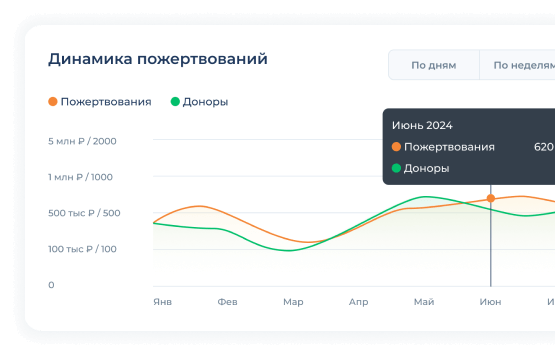 Динамика пожертвований
По дням
По неделям
Пожертвования
Доноры
5 млн ₽ / 2000
1 млн ₽ / 1000
500 тыс ₽ / 500
100 тыс ₽ / 100
0
Июнь 2024
Пожертвования 620
Доноры
Янв Фев Мар Апр Май Июн